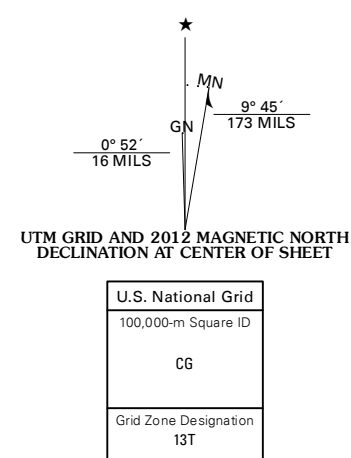 ★
MN
GN
9° 45´
173 MILS
0° 52´
16 MILS
UTM GRID AND 2012 MAGNETIC NORTH
DECLINATION AT CENTER OF SHEET
U.S. National Grid
100,000-m Square ID
CG
Grid Zone Designation
13T